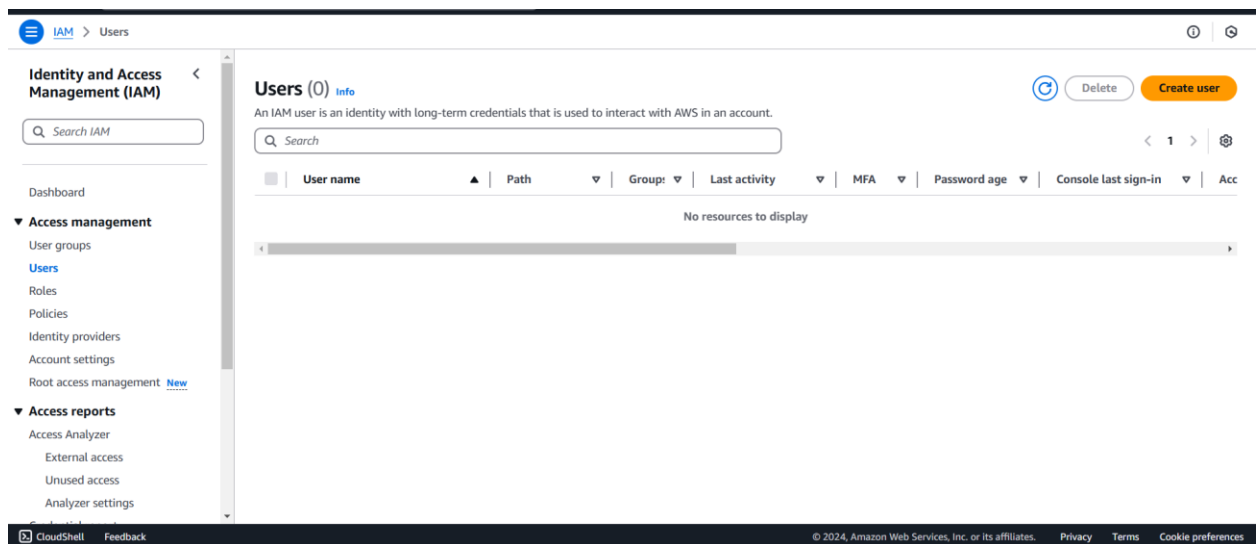 IAM > Users
Identity and Access
Management (IAM)
Search IAM
Dashboard
Access management
User groups
Users
Roles
Policies
Identity providers
Account settings
Root access management New
Access reports
Access Analyzer
External access
Unused access
Analyzer settings
Users (0) Info
Delete
Create user
An IAM user is an identity with long-term credentials that is used to interact with AWS in an account.
Search
1
User name Path Group: Last activity MFA Password age Console last sign-in Acc
No resources to display
CloudShell Feedback © 2024, Amazon Web Services, Inc. or its affiliates. Privacy Terms Cookie preferences